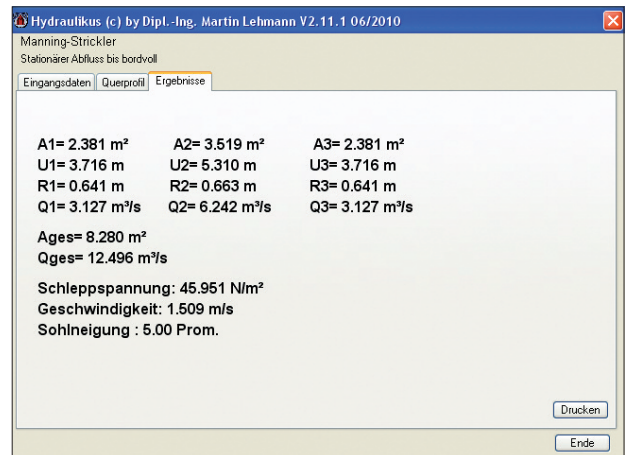 Hydraulikus (c) by Dipl.-Ing. Martin Lehmann V2.11.1 06/2010
Manning-Strickler
Stationärer Abfluss bis bordvoll
Eingangsdaten Querprofil Ergebnisse
A1= 2.381 m² A2= 3.519 m² A3= 2.381 m²
U1= 3.716 m U2= 5.310 m U3= 3.716 m
R1= 0.641 m R2= 0.663 m R3= 0.641 m
Q1= 3.127 m³/s Q2= 6.242 m³/s Q3= 3.127 m³/s
Ages= 8.280 m²
Qges= 12.496 m³/s
Schleppspannung: 45.951 N/m²
Geschwindigkeit: 1.509 m/s
Sohlneigung : 5.00 Prom.
Drucken
Ende